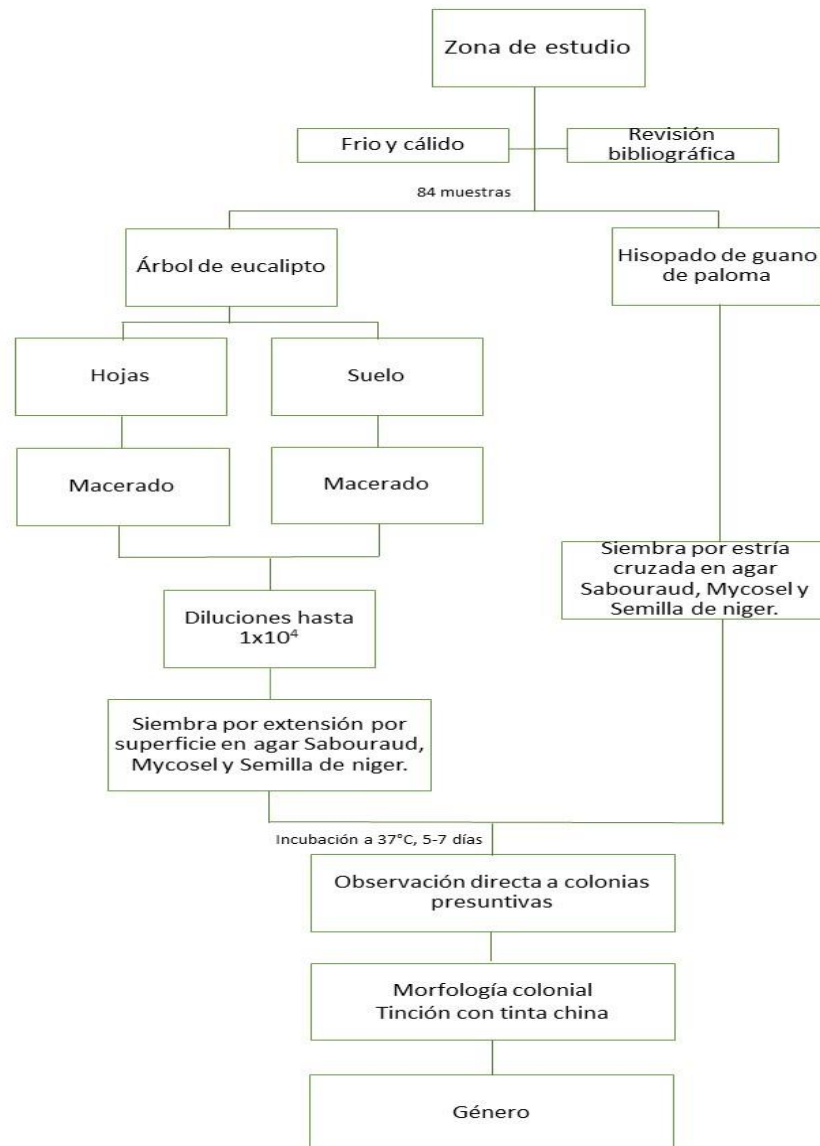 Zona de estudio
Frio y cálido
Revisión
bibliográfica
84 muestras
Árbol de eucalipto
Hisopado de guano
de paloma
Hojas
Suelo
Macerado
Macerado
Siembra por estría
cruzada en agar
Sabouraud, Mycosel y
Semilla de niger.
Diluciones hasta
1x10⁴
Siembra por extensión por
superficie en agar Sabouraud,
Mycosel y Semilla de niger.
Incubación a 37°C, 5-7 días
Observación directa a colonias
presuntivas
Morfología colonial
Tinción con tinta china
Género